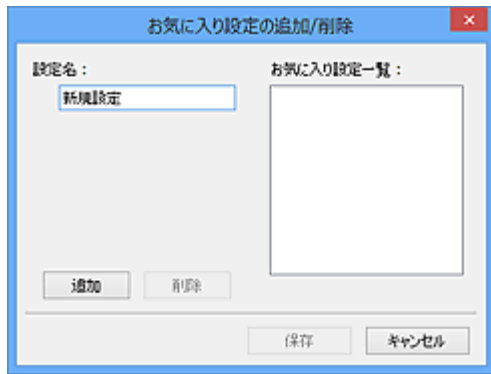 お気に入り設定の追加/削除
設定名：
お気に入り設定一覧：
新規設定
追加
削除
保存
キャンセル